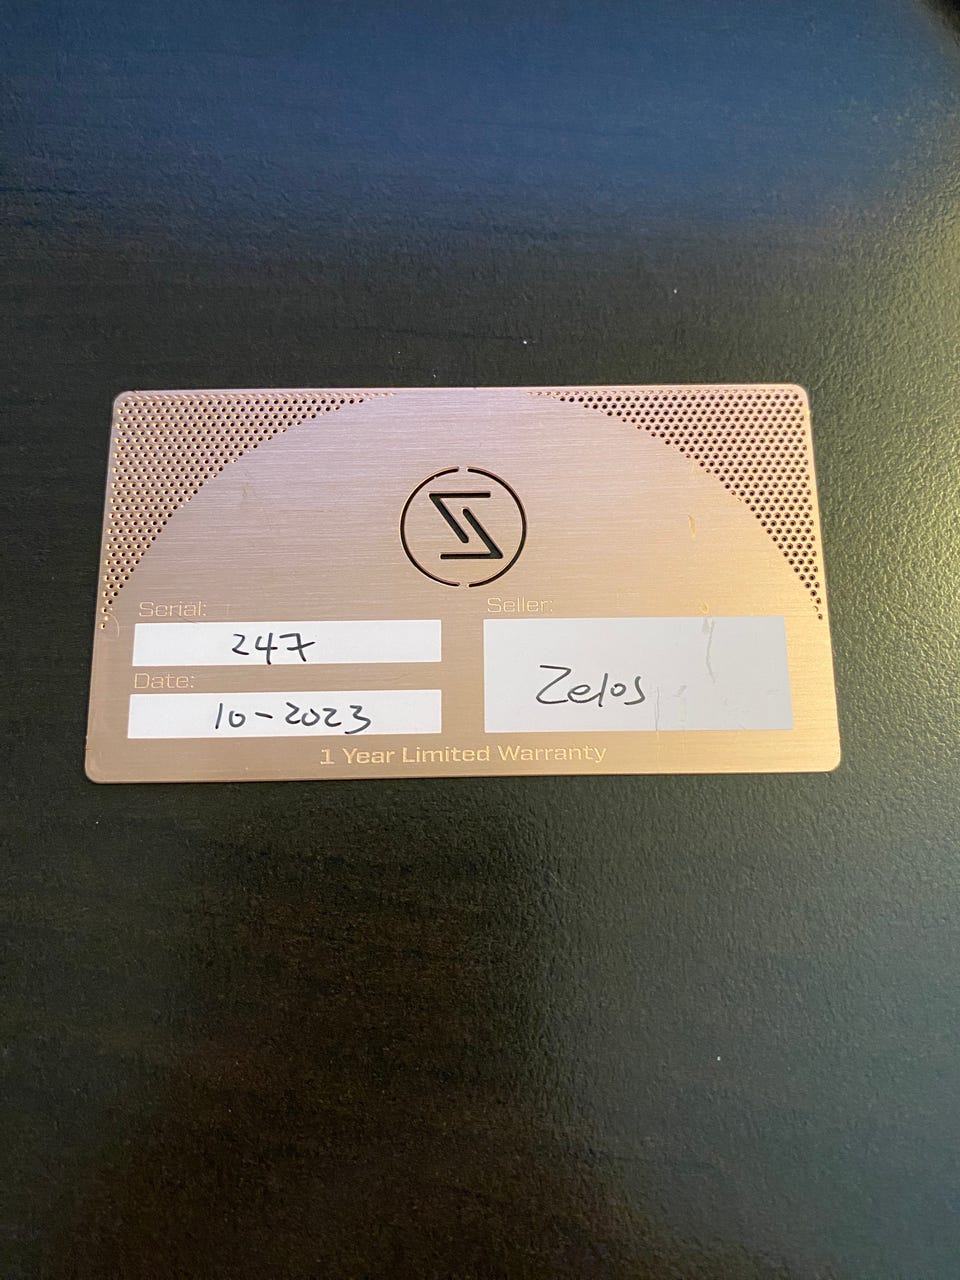 Serial:
247
Date:
10-2023
Seller:
Zelos
1 Year Limited Warranty